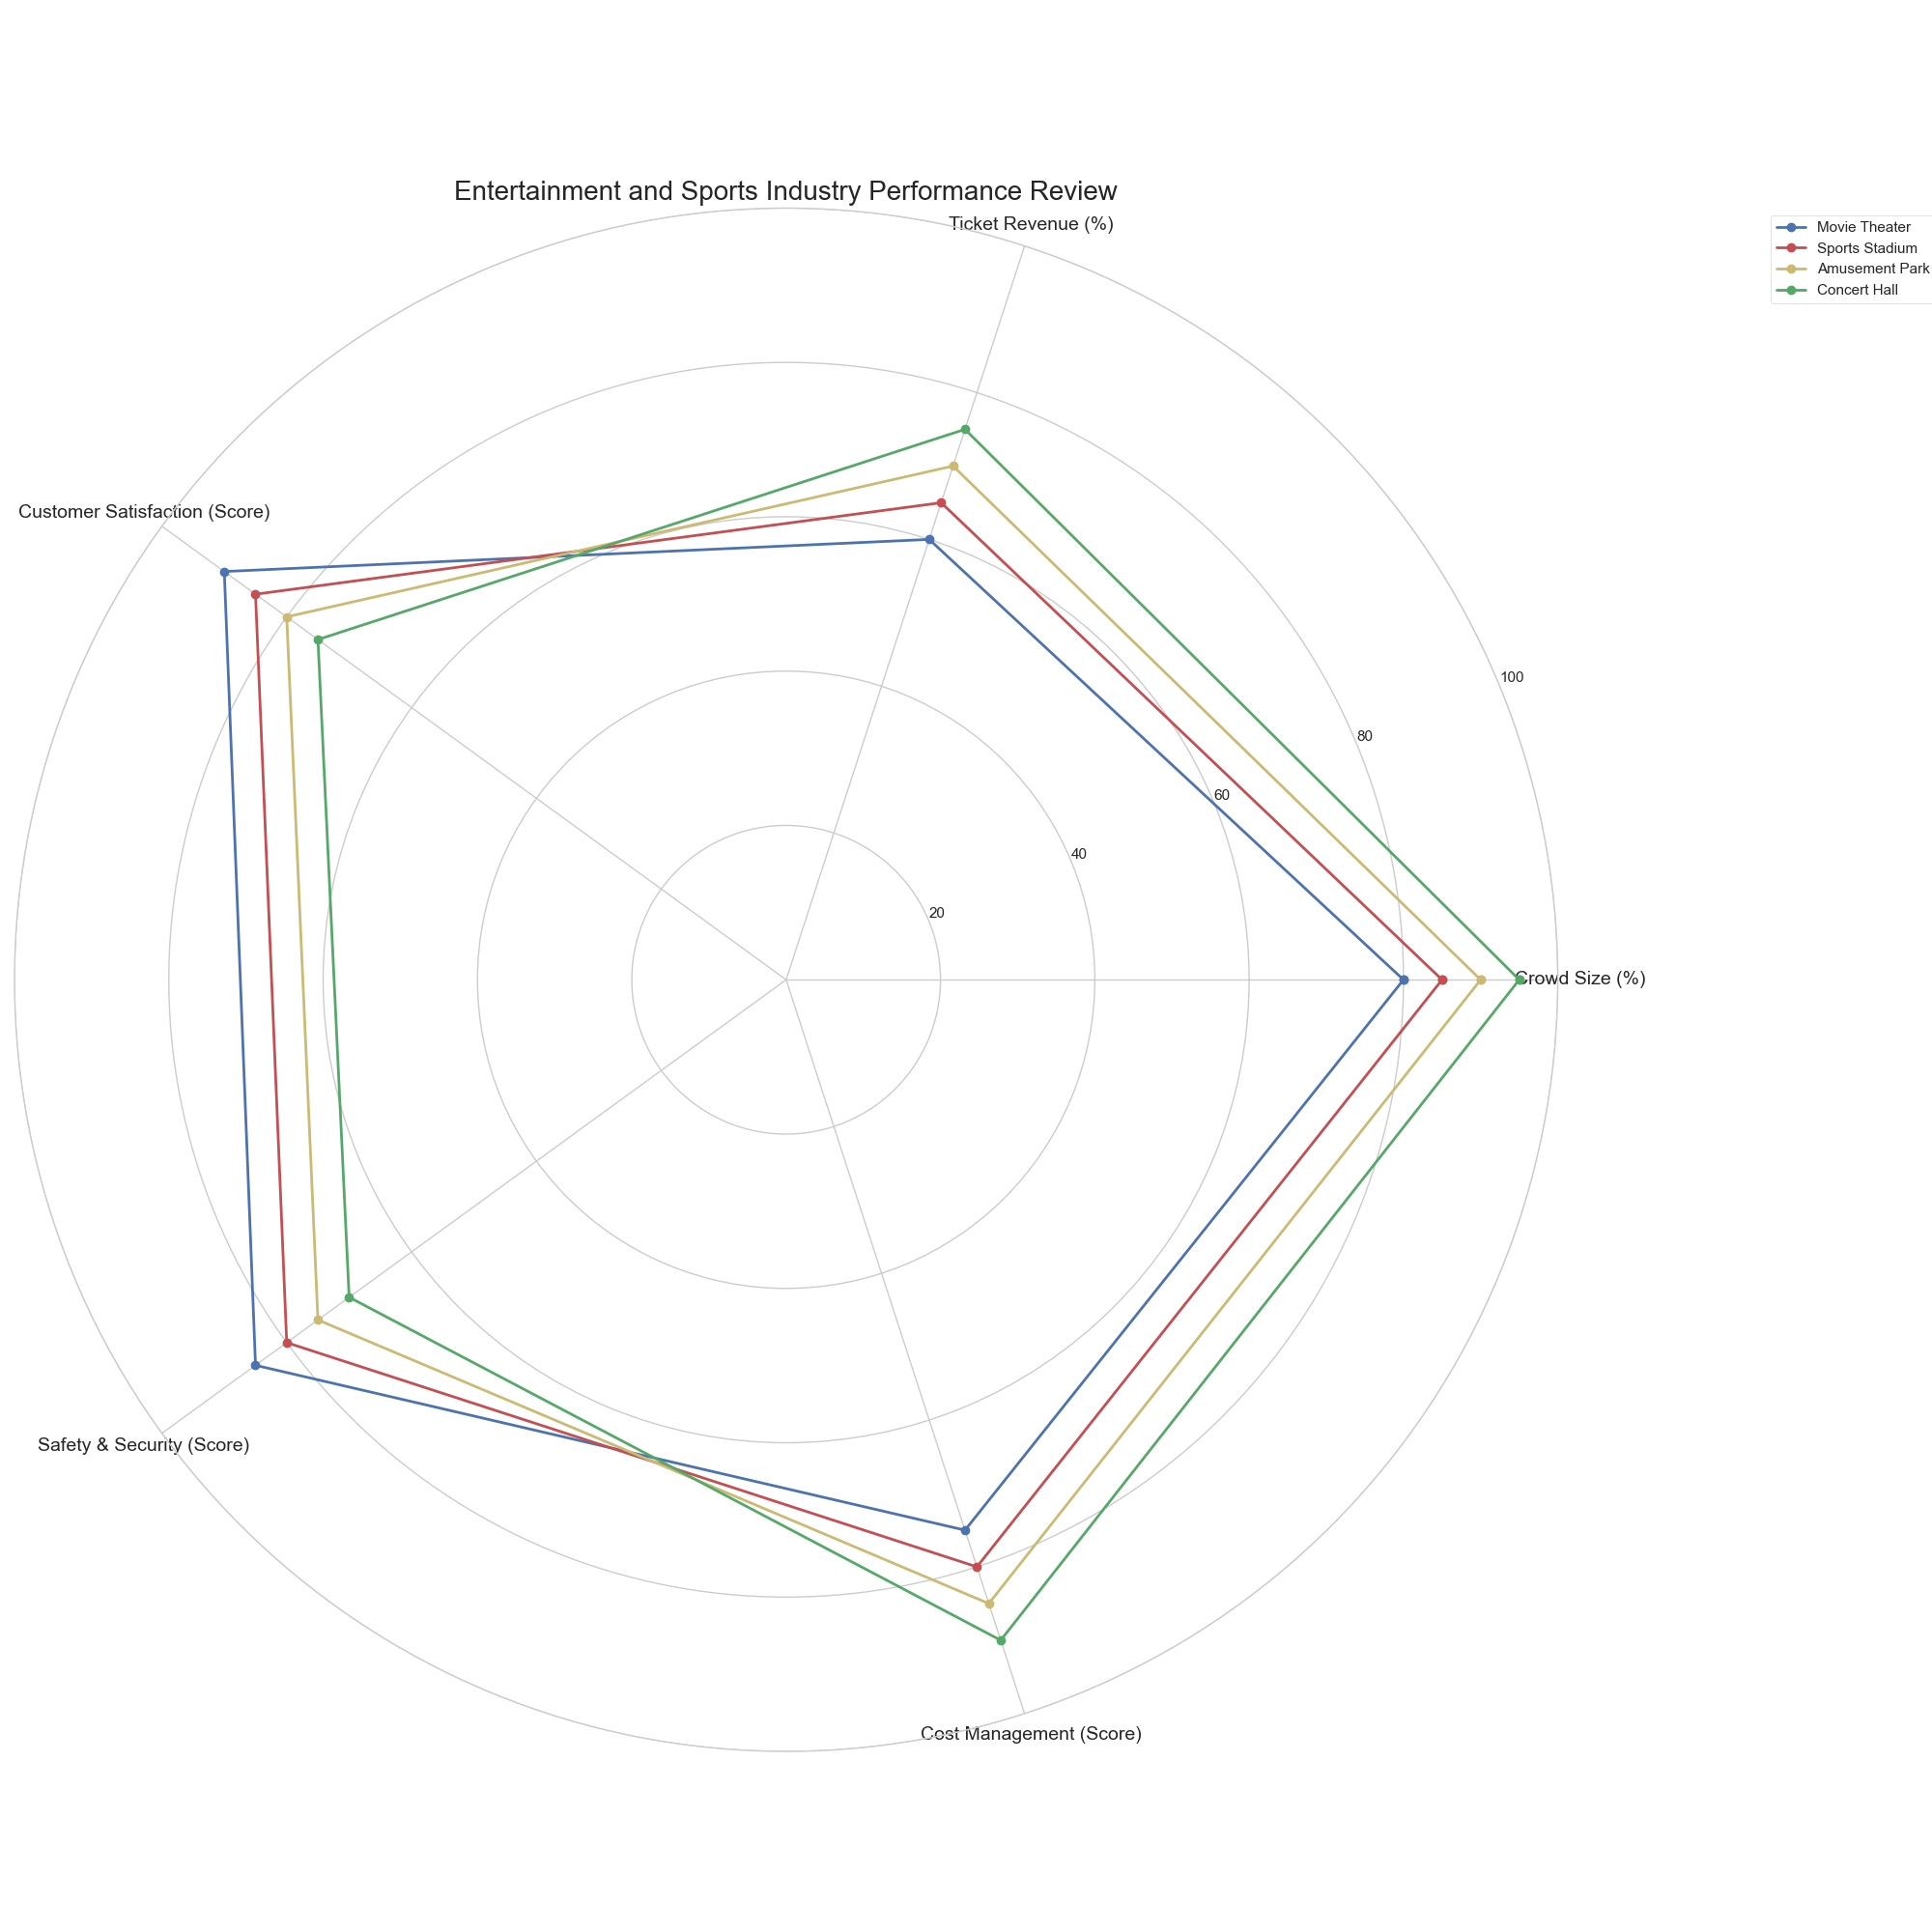 Entertainment and Sports Industry Performance Review
Ticket Revenue (%)
Movie Theater
Sports Stadium
Amusement Park
Concert Hall
Customer Satisfaction (Score)
100
80
60
40
20
Crowd Size (%)
Safety & Security (Score)
Cost Management (Score)